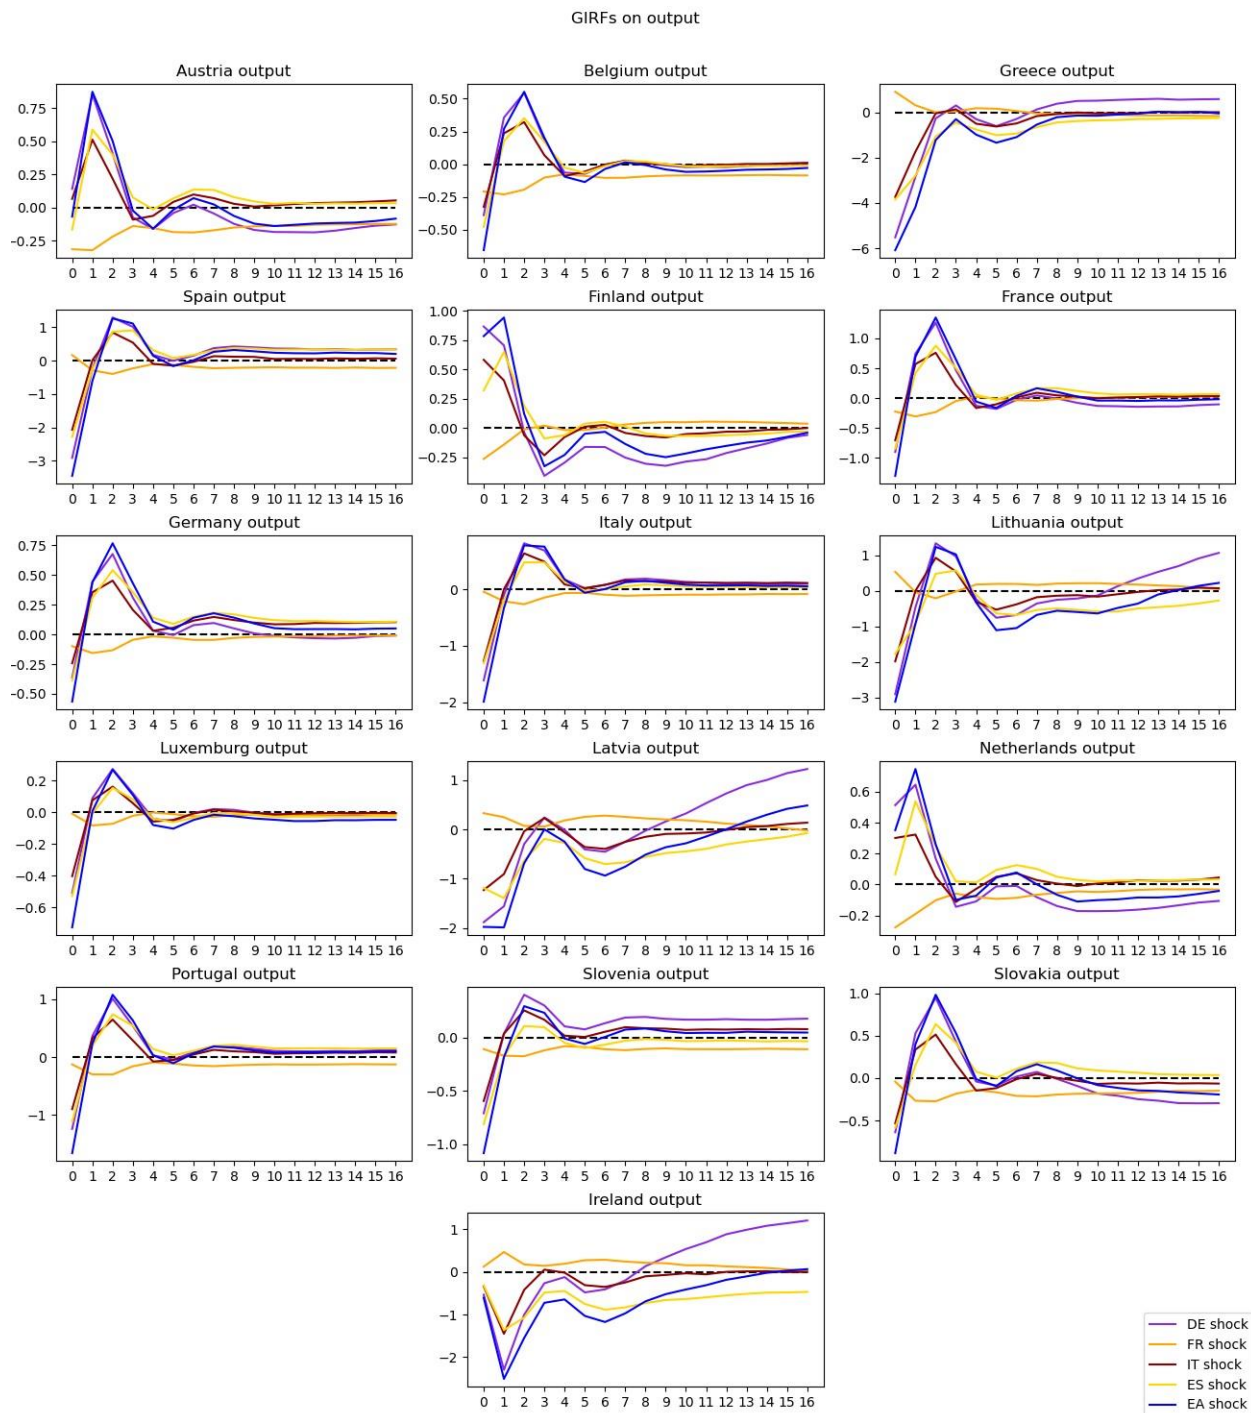 GIRFs on output
Austria output
0.75
0.50
0.25
0.00
−0.25
0 1 2 3 4 5 6 7 8 9 10 11 12 13 14 15 16
Belgium output
0.50
0.25
0.00
−0.25
−0.50
0 1 2 3 4 5 6 7 8 9 10 11 12 13 14 15 16
Greece output
0
−2
−4
−6
0 1 2 3 4 5 6 7 8 9 10 11 12 13 14 15 16
Spain output
1
0
−1
−2
−3
0 1 2 3 4 5 6 7 8 9 10 11 12 13 14 15 16
Finland output
1.00
0.75
0.50
0.25
0.00
−0.25
0 1 2 3 4 5 6 7 8 9 10 11 12 13 14 15 16
France output
1.0
0.5
0.0
−0.5
−1.0
0 1 2 3 4 5 6 7 8 9 10 11 12 13 14 15 16
Germany output
0.75
0.50
0.25
0.00
−0.25
−0.50
0 1 2 3 4 5 6 7 8 9 10 11 12 13 14 15 16
Italy output
0
−1
−2
0 1 2 3 4 5 6 7 8 9 10 11 12 13 14 15 16
Lithuania output
1
0
−1
−2
−3
0 1 2 3 4 5 6 7 8 9 10 11 12 13 14 15 16
Luxemburg output
0.2
0.0
−0.2
−0.4
−0.6
0 1 2 3 4 5 6 7 8 9 10 11 12 13 14 15 16
Latvia output
1
0
−1
−2
0 1 2 3 4 5 6 7 8 9 10 11 12 13 14 15 16
Netherlands output
0.6
0.4
0.2
0.0
−0.2
0 1 2 3 4 5 6 7 8 9 10 11 12 13 14 15 16
Portugal output
1
0
−1
0 1 2 3 4 5 6 7 8 9 10 11 12 13 14 15 16
Slovenia output
0.0
−0.5
−1.0
0 1 2 3 4 5 6 7 8 9 10 11 12 13 14 15 16
Slovakia output
1.0
0.5
0.0
−0.5
0 1 2 3 4 5 6 7 8 9 10 11 12 13 14 15 16
Ireland output
1
0
−1
−2
0 1 2 3 4 5 6 7 8 9 10 11 12 13 14 15 16
DE shock
FR shock
IT shock
ES shock
EA shock